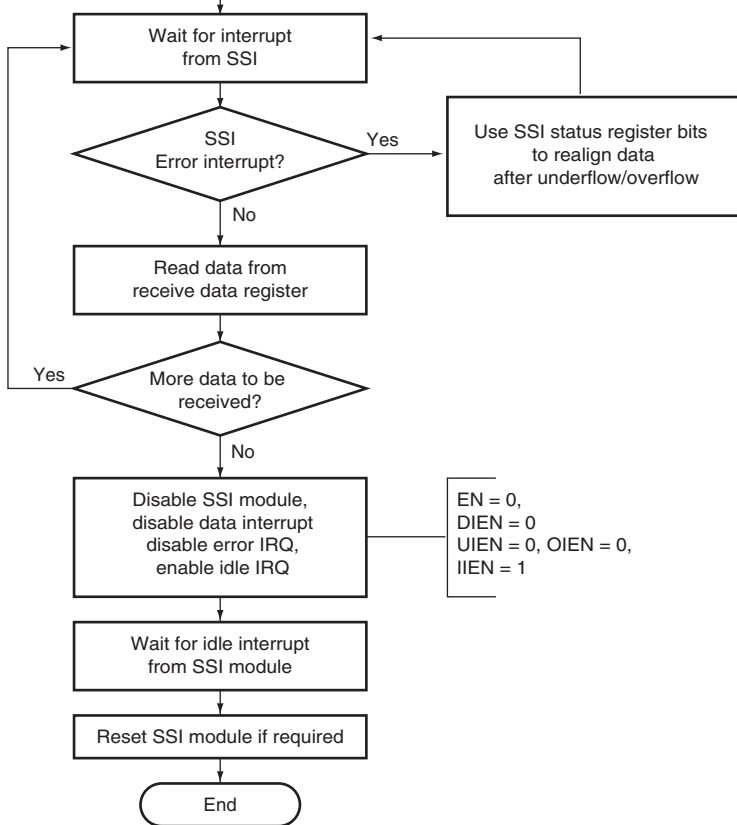 Wait for interrupt
from SSI
SSI
Error interrupt?
Yes
Use SSI status register bits
to realign data
after underflow/overflow
No
Read data from
receive data register
Yes
More data to be
received?
No
Disable SSI module,
disable data interrupt
disable error IRQ,
enable idle IRQ
EN = 0,
DIEN = 0
UIEN = 0, OIEN = 0,
IIEN = 1
Wait for idle interrupt
from SSI module
Reset SSI module if required
End